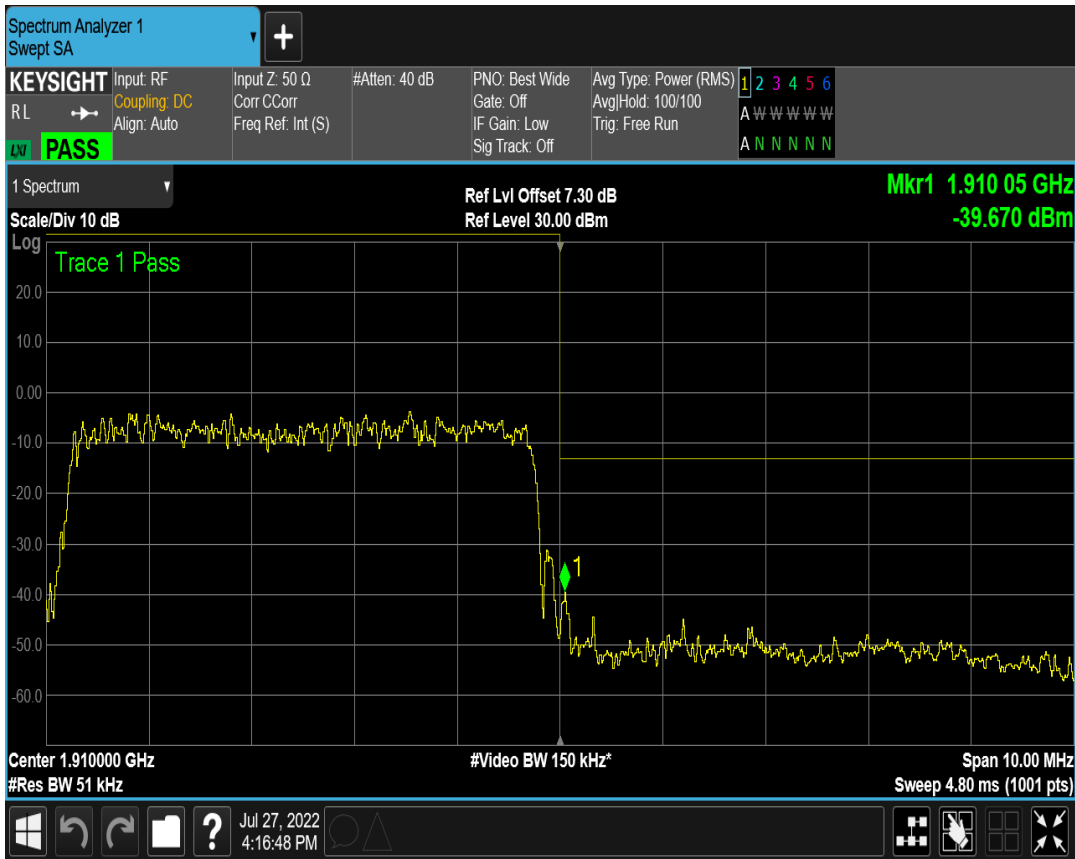 Spectrum Analyzer 1
Swept SA
+
KEYSIGHT
R L
LXI
PASS
Input: RF
Coupling: DC
Align: Auto
Input Z: 50 Ω
Corr CCorr
Freq Ref: Int (S)
#Atten: 40 dB
PNO: Best Wide
Gate: Off
IF Gain: Low
Sig Track: Off
Avg Type: Power (RMS)
Avg|Hold: 100/100
Trig: Free Run
1 2 3 4 5 6
A W W W W W
A N N N N N
1 Spectrum
Scale/Div 10 dB
Ref Lvl Offset 7.30 dB
Ref Level 30.00 dBm
Mkr1 1.910 05 GHz
-39.670 dBm
Log
Trace 1 Pass
20.0
10.0
0.00
-10.0
-20.0
-30.0
1
-40.0
-50.0
-60.0
Center 1.910000 GHz
#Res BW 51 kHz
#Video BW 150 kHz*
Span 10.00 MHz
Sweep 4.80 ms (1001 pts)
?
Jul 27, 2022
4:16:48 PM